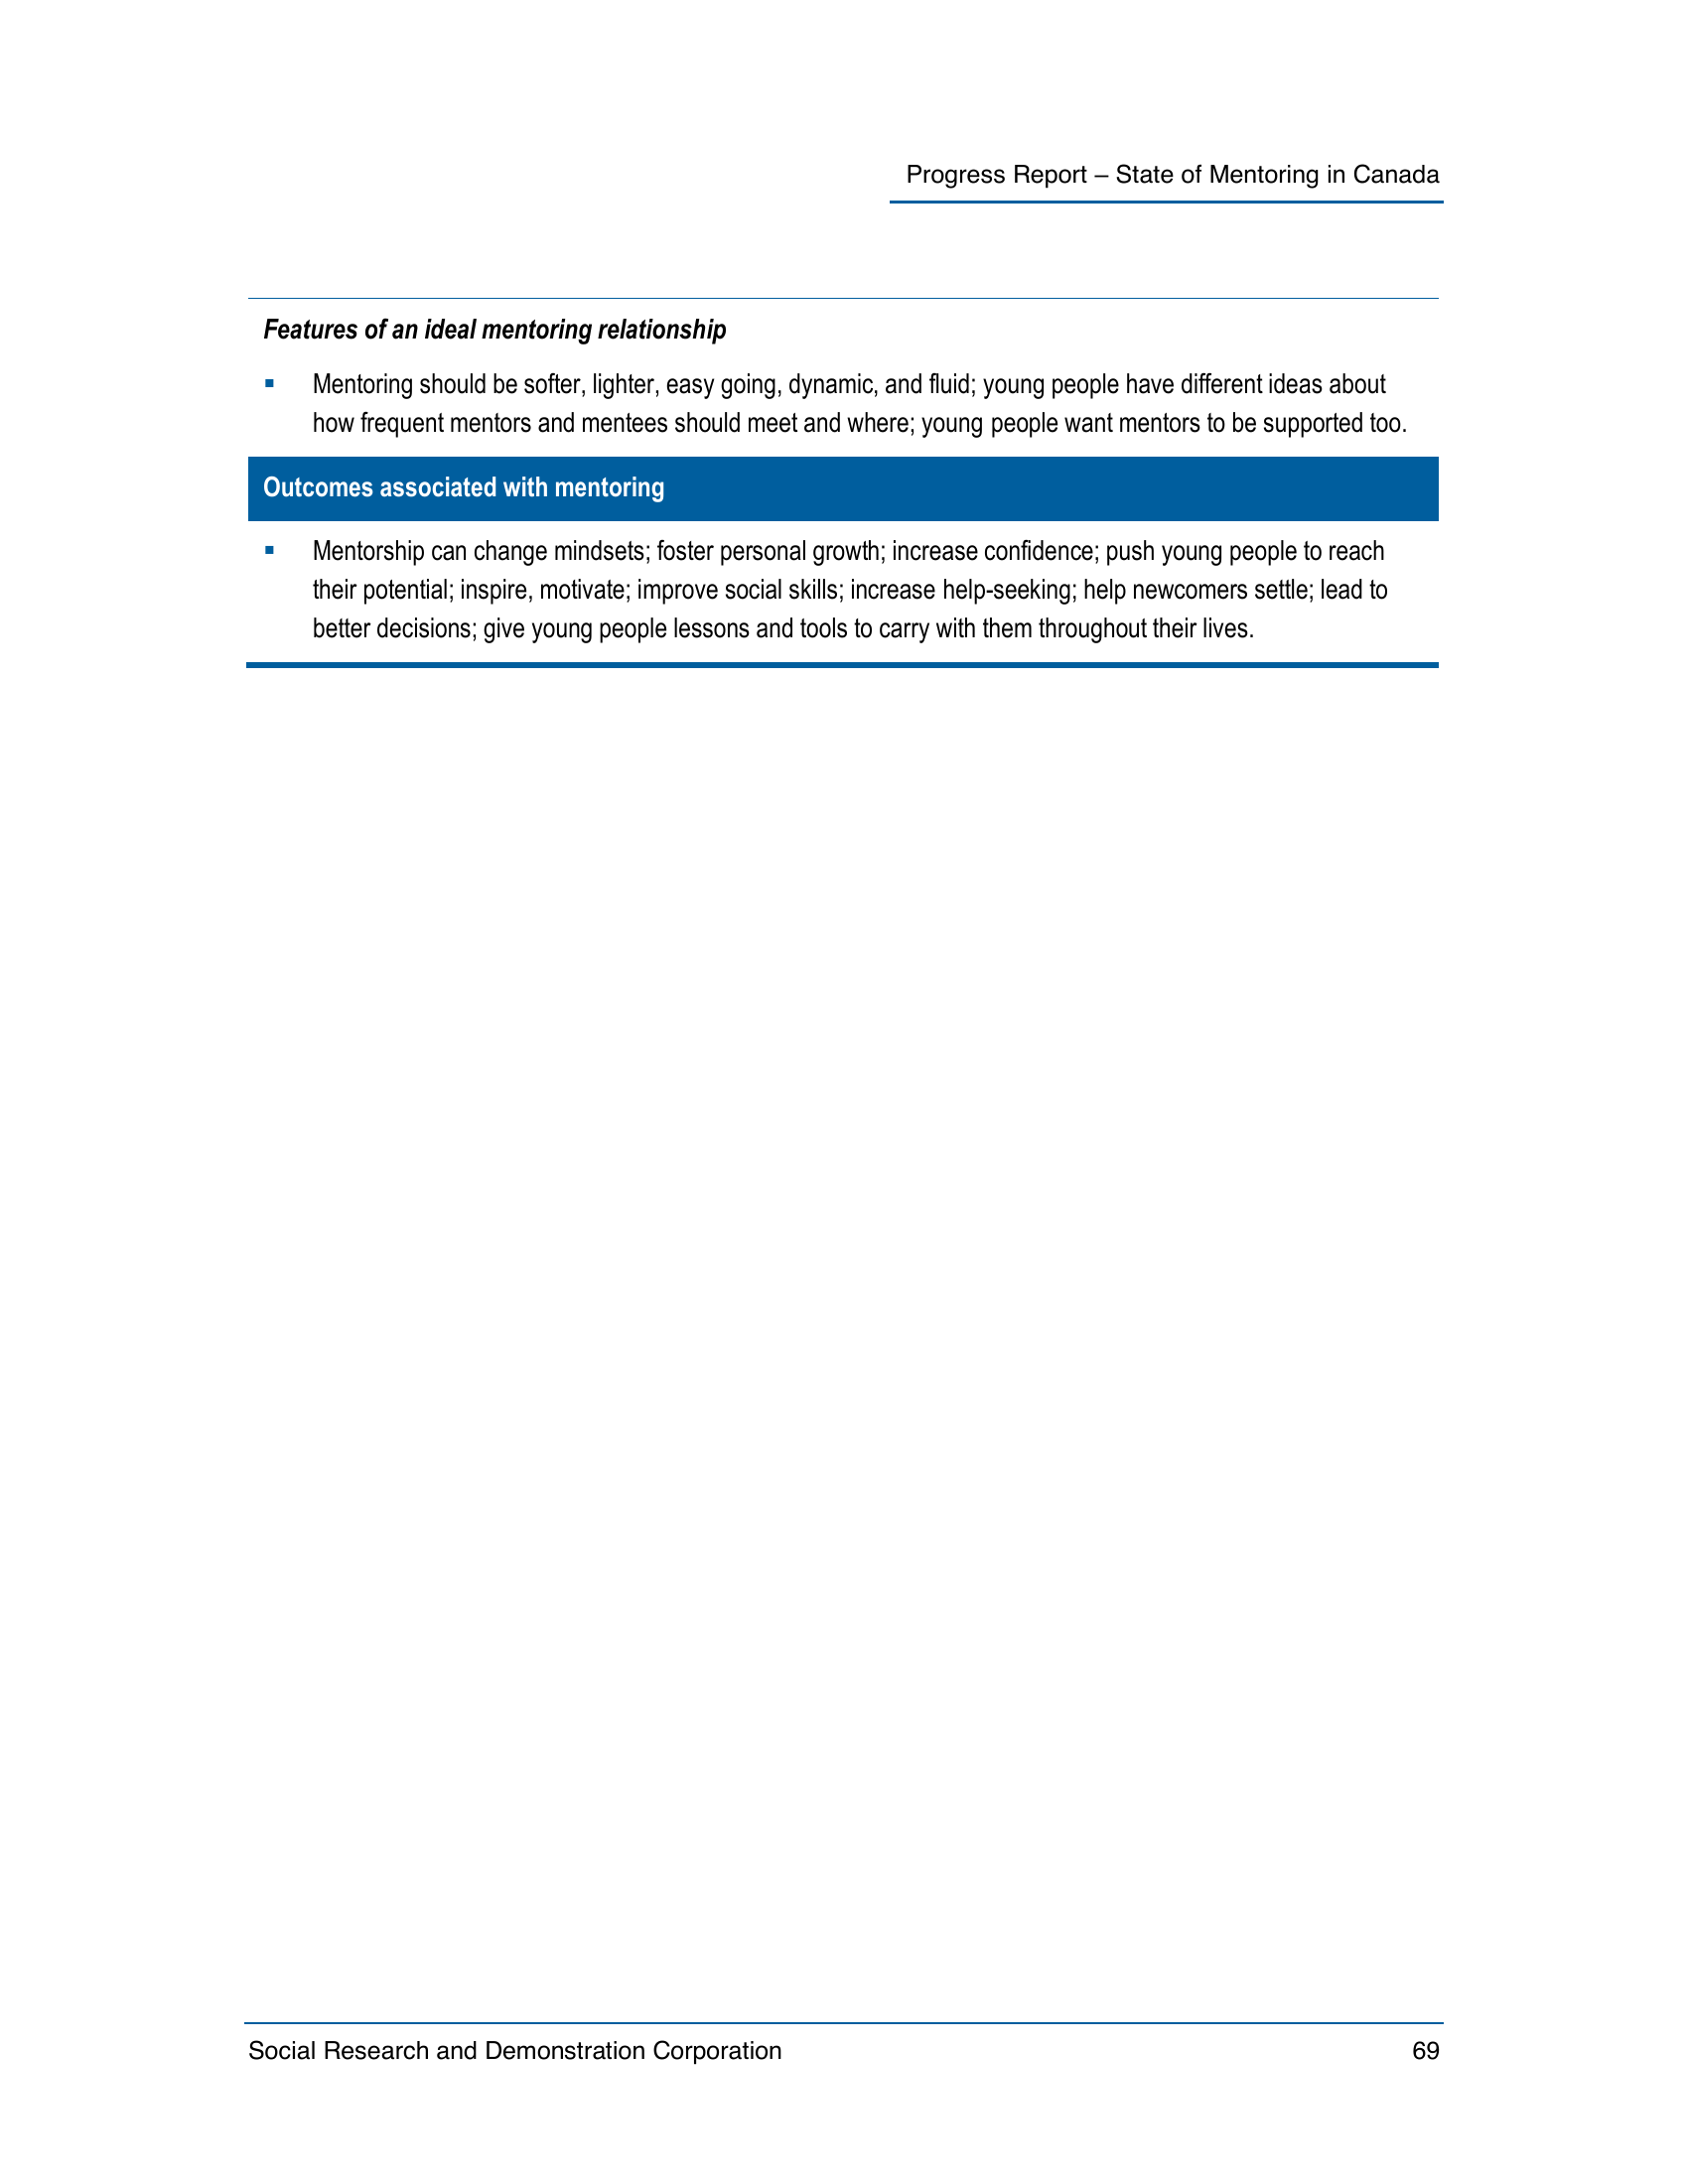 Progress Report – State of Mentoring in Canada
Features of an ideal mentoring relationship
▪ Mentoring should be softer, lighter, easy going, dynamic, and fluid; young people have different ideas about
how frequent mentors and mentees should meet and where; young people want mentors to be supported too.
Outcomes associated with mentoring
▪ Mentorship can change mindsets; foster personal growth; increase confidence; push young people to reach
their potential; inspire, motivate; improve social skills; increase help-seeking; help newcomers settle; lead to
better decisions; give young people lessons and tools to carry with them throughout their lives.
Social Research and Demonstration Corporation 69